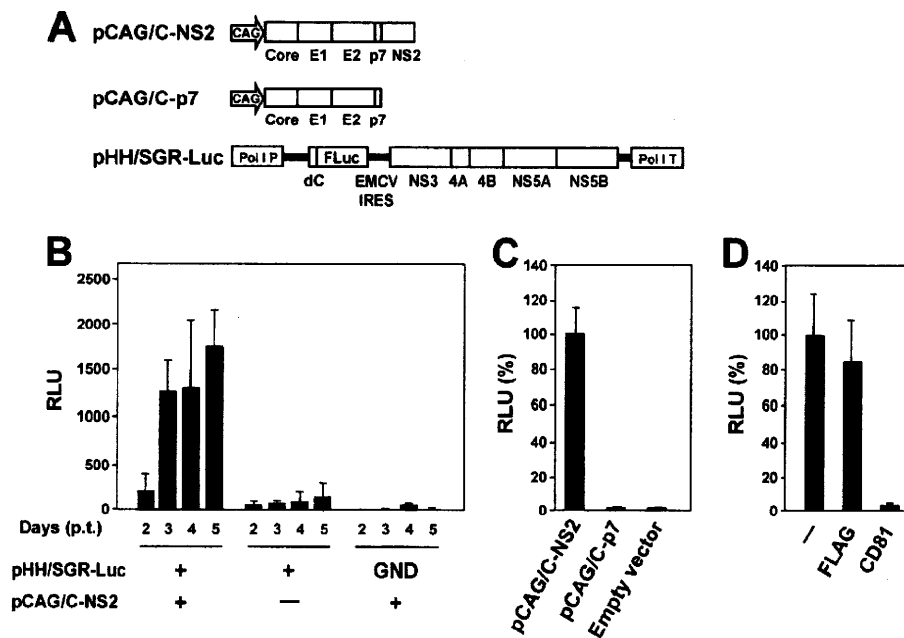 A
pCAG/C-NS2
CAG
Core E1 E2 p7 NS2
pCAG/C-p7
CAG
Core E1 E2 p7
pHH/SGR-Luc
Pol I P FLuc Pol I T
dC EMCV IRES NS3 4A 4B NS5A NS5B
B
RLU
2500
2000
1500
1000
500
0
Days (p.t.) 2 3 4 5 2 3 4 5 2 3 4 5
pHH/SGR-Luc + + GND
pCAG/C-NS2 + — +
C
RLU (%)
140
120
100
80
60
40
20
0
pCAG/C-NS2
pCAG/C-p7
Empty vector
D
RLU (%)
140
120
100
80
60
40
20
0
—
FLAG
CD81